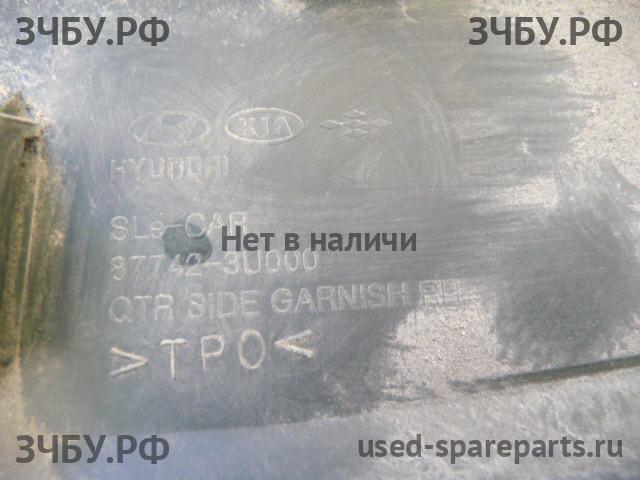 ЗЧБУ.РФ ЗЧБУ.РФ
KIA
HYUNDAI
SLe-CAR
Нет в наличи
87742-3U000
QTR SIDE GARNISH
>TPO<
ЗЧБУ.РФ used-spareparts.ru